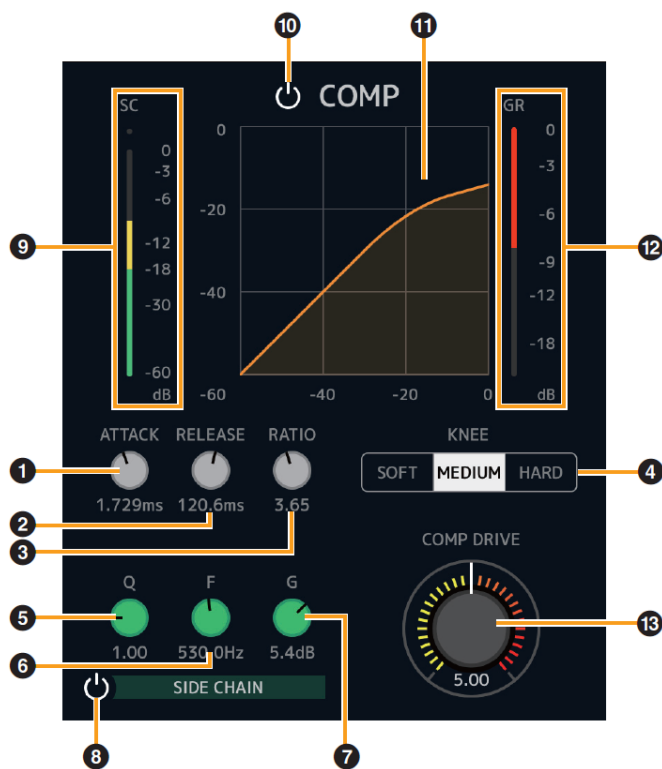 10 11
COMP
SC GR
0 0 0
-3 -3
-6 -6
-20
9 -12 -9 12
-18 -12
-30 -40
-18
-60
dB -60 -40 -20 0 dB
ATTACK RELEASE RATIO KNEE
1 SOFT MEDIUM HARD 4
1.729ms 120.6ms 3.65
2
3 COMP DRIVE
Q F G
5 13
1.00 530.0Hz 5.4dB
6 5.00
SIDE CHAIN
8 7